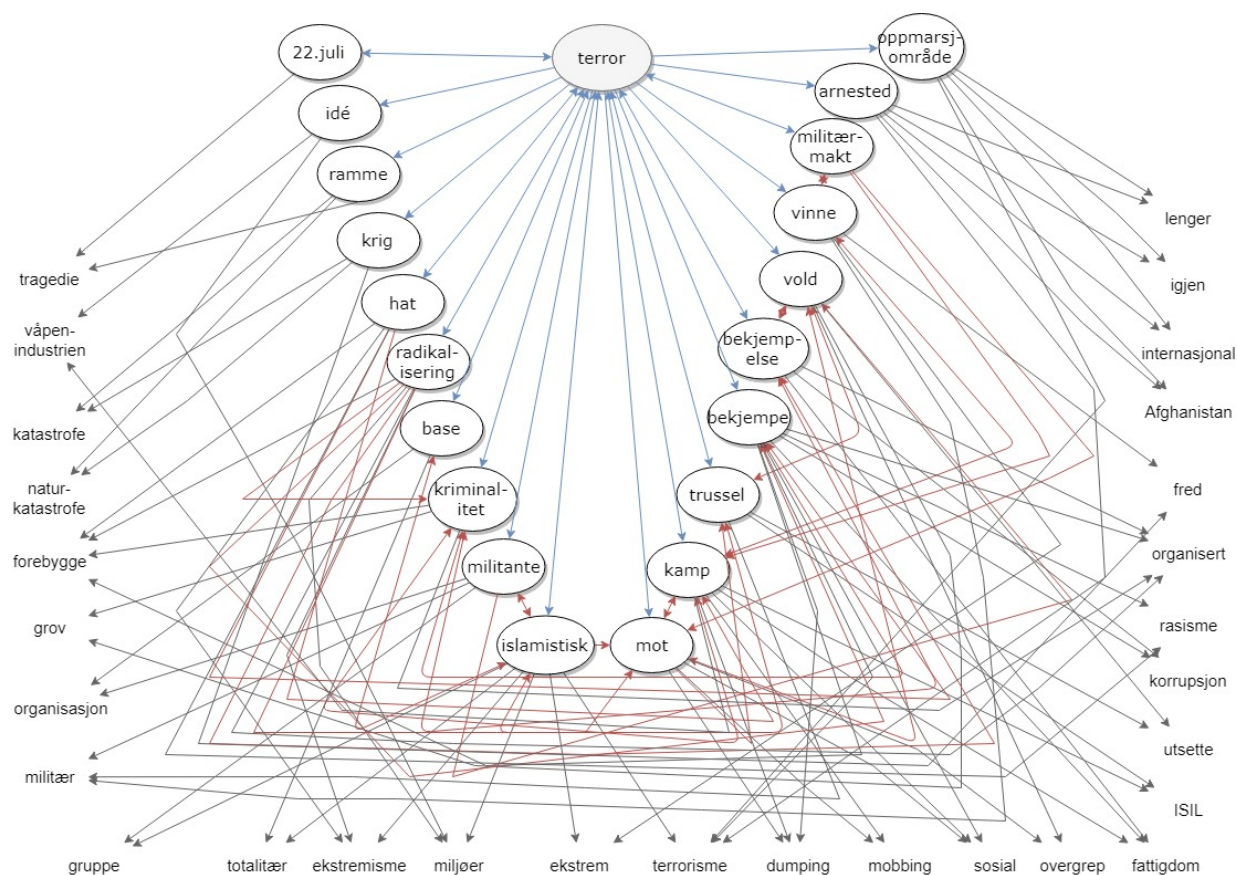 22.juli
terror
oppmarsj-
område
idé
arnested
militær-
makt
ramme
krig
vinne
hat
vold
radikal-
isering
bekjemp-
else
base
bekjempe
kriminal-
itet
trussel
militante
kamp
islamistisk
mot
tragedie
våpen-
industrien
katastrofe
natur-
katastrofe
forebygge
grov
organisasjon
militær
lenger
igjen
internasjonal
Afghanistan
fred
organisert
rasisme
korrupsjon
utsette
ISIL
gruppe
totalitær
ekstremisme
miljøer
ekstrem
terrorisme
dumping
mobbing
sosial
overgrep
fattigdom